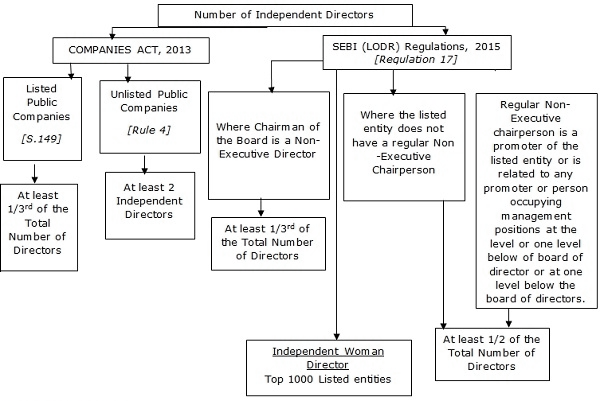 Number of Independent Directors
COMPANIES ACT, 2013
SEBI (LODR) Regulations, 2015
[Regulation 17]
Listed
Public
Companies
[S.149]
Unlisted Public
Companies
[Rule 4]
Where Chairman of
the Board is a Non-
Executive Director
Where the listed
entity does not
have a regular Non
-Executive
Chairperson
Regular Non-
Executive
chairperson is a
promoter of the
listed entity or is
related to any
promoter or person
occupying
management
positions at the
level or one level
below of board of
director or at one
level below the
board of directors.
At least
1/3rd of the
Total
Number of
Directors
At least 2
Independent
Directors
At least 1/3rd of
the Total Number
of Directors
Independent Woman
Director
Top 1000 Listed entities
At least 1/2 of the
Total Number of
Directors